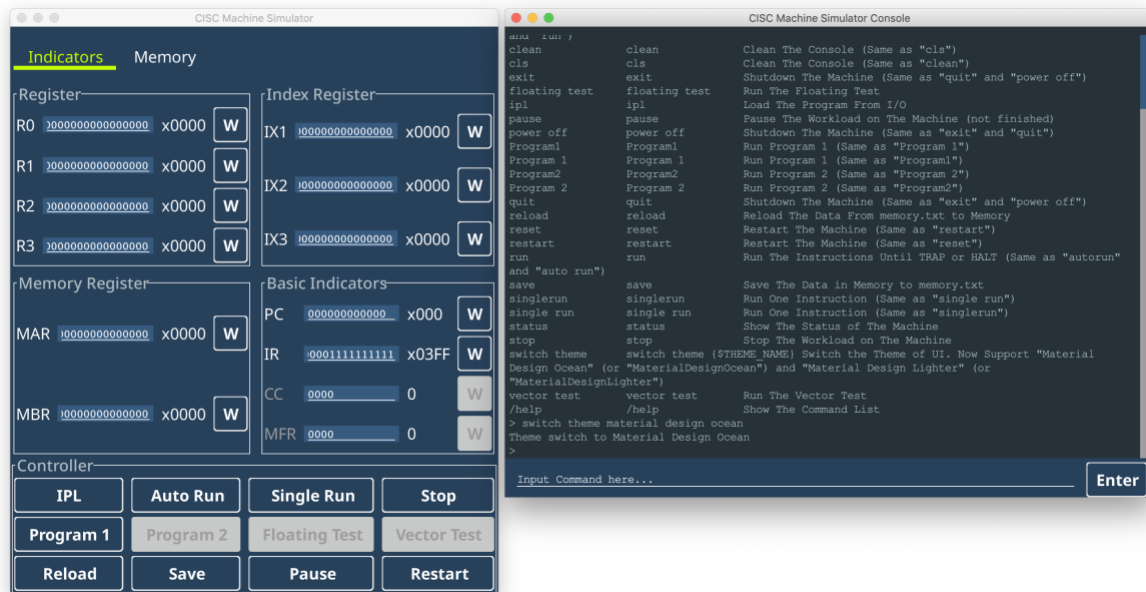 CISC Machine Simulator
Indicators Memory
Register
R0 0000000000000000 x0000 W
R1 0000000000000000 x0000 W
R2 0000000000000000 x0000 W
R3 0000000000000000 x0000 W
Index Register
IX1 000000000000000 x0000 W
IX2 000000000000000 x0000 W
IX3 000000000000000 x0000 W
Memory Register
MAR 00000000000000 x0000 W
MBR 00000000000000 x0000 W
Basic Indicators
PC 000000000000 x000 W
IR 0001111111111 x03FF W
CC 0000 0 W
MFR 0000 0 W
Controller
IPL Auto Run Single Run Stop
Program 1 Program 2 Floating Test Vector Test
Reload Save Pause Restart
CISC Machine Simulator Console
and "run")
clean clean Clean The Console (Same as "cls")
cls cls Clean The Console (Same as "clean")
exit exit Shutdown The Machine (Same as "quit" and "power off")
floating test floating test Run The Floating Test
ipl ipl Load The Program From I/O
pause pause Pause The Workload on The Machine (not finished)
power off power off Shutdown The Machine (Same as "exit" and "quit")
Program1 Program1 Run Program 1 (Same as "Program 1")
Program 1 Program 1 Run Program 1 (Same as "Program1")
Program2 Program2 Run Program 2 (Same as "Program 2")
Program 2 Program 2 Run Program 2 (Same as "Program2")
quit quit Shutdown The Machine (Same as "exit" and "power off")
reload reload Reload The Data From memory.txt to Memory
reset reset Restart The Machine (Same as "restart")
restart restart Restart The Machine (Same as "reset")
run run Run The Instructions Until TRAP or HALT (Same as "autorun"
and "auto run")
save save Save The Data in Memory to memory.txt
singlerun singlerun Run One Instruction (Same as "single run")
single run single run Run One Instruction (Same as "singlerun")
status status Show The Status of The Machine
stop stop Stop The Workload on The Machine
switch theme switch theme {$THEME_NAME} Switch the Theme of UI. Now Support "Material
Design Ocean" (or "MaterialDesignOcean") and "Material Design Lighter" (or
"MaterialDesignLighter")
vector test vector test Run The Vector Test
/help /help Show The Command List
> switch theme material design ocean
Theme switch to Material Design Ocean
>
Input Command here...
Enter